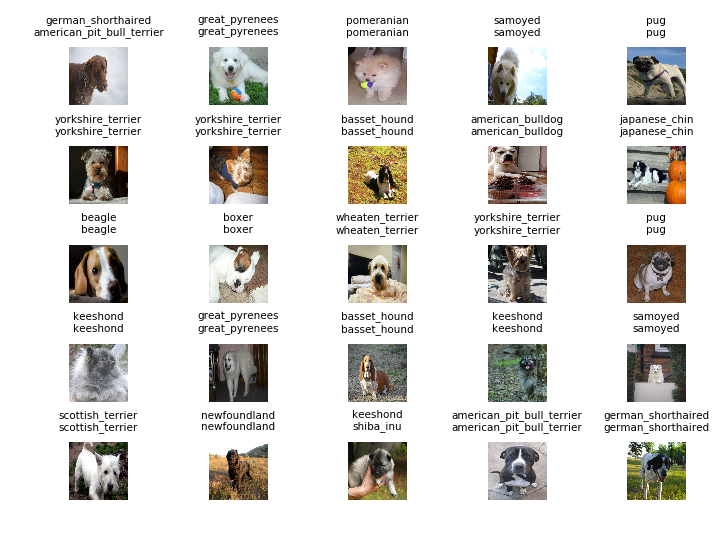 german_shorthaired
american_pit_bull_terrier
great_pyrenees
great_pyrenees
pomeranian
pomeranian
samoyed
samoyed
pug
pug
yorkshire_terrier
yorkshire_terrier
yorkshire_terrier
yorkshire_terrier
basset_hound
basset_hound
american_bulldog
american_bulldog
japanese_chin
japanese_chin
beagle
beagle
boxer
boxer
wheaten_terrier
wheaten_terrier
yorkshire_terrier
yorkshire_terrier
pug
pug
keeshond
keeshond
great_pyrenees
great_pyrenees
basset_hound
basset_hound
keeshond
keeshond
samoyed
samoyed
scottish_terrier
scottish_terrier
newfoundland
newfoundland
keeshond
shiba_inu
american_pit_bull_terrier
american_pit_bull_terrier
german_shorthaired
german_shorthaired